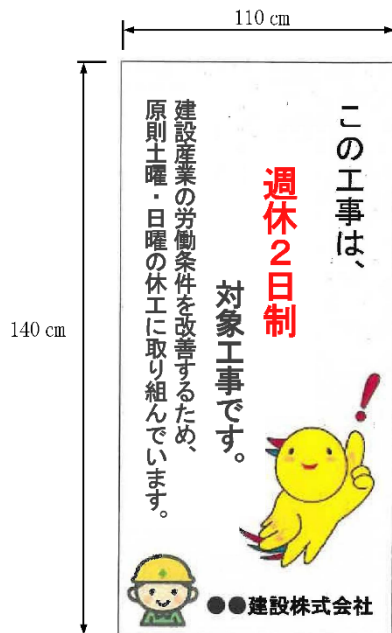 110 cm
140 cm
この工事は、
週休2日制
対象工事です。
建設産業の労働条件を改善するため、
原則土曜・日曜の休工に取り組んでいます。
●●建設株式会社